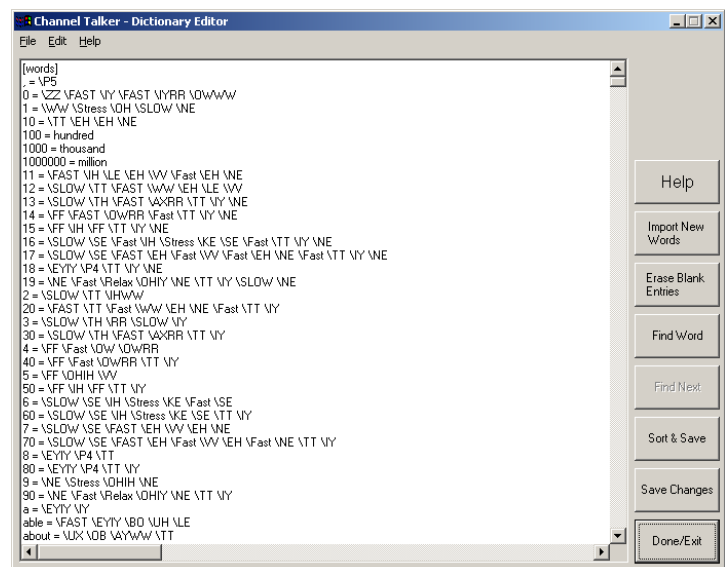 Channel Talker - Dictionary Editor
File Edit Help
[words]
, = \P5
0 = \ZZ \FAST \IY \FAST \IYRR \OWWW
1 = \WW \Stress \OH \SLOW \NE
10 = \TT \EH \EH \NE
100 = hundred
1000 = thousand
1000000 = million
11 = \FAST \IH \LE \EH \VV \Fast \EH \NE
12 = \SLOW \TT \FAST \WW \EH \LE \VV
13 = \SLOW \TH \FAST \AXRR \TT \IY \NE
14 = \FF \FAST \OWRR \Fast \TT \IY \NE
15 = \FF \IH \FF \TT \IY \NE
16 = \SLOW \SE \Fast \IH \Stress \KE \SE \Fast \TT \IY \NE
17 = \SLOW \SE \FAST \EH \Fast \VV \Fast \EH \NE \Fast \TT \IY \NE
18 = \EYIY \P4 \TT \IY \NE
19 = \NE \Fast \Relax \OHIY \NE \TT \IY \SLOW \NE
2 = \SLOW \TT \IHWW
20 = \FAST \TT \Fast \WW \EH \NE \Fast \TT \IY
3 = \SLOW \TH \RR \SLOW \IY
30 = \SLOW \TH \FAST \AXRR \TT \IY
4 = \FF \Fast \OW \OWRR
40 = \FF \Fast \OWRR \TT \IY
5 = \FF \OHIH \VV
50 = \FF \IH \FF \TT \IY
6 = \SLOW \SE \IH \Stress \KE \Fast \SE
60 = \SLOW \SE \IH \Stress \KE \SE \TT \IY
7 = \SLOW \SE \FAST \EH \VV \EH \NE
70 = \SLOW \SE \FAST \EH \Fast \VV \EH \Fast \NE \TT \IY
8 = \EYIY \P4 \TT
80 = \EYIY \P4 \TT \IY
9 = \NE \Stress \OHIH \NE
90 = \NE \Fast \Relax \OHIY \NE \TT \IY
a = \EYIY \IY
able = \FAST \EYIY \BO \UH \LE
about = \UX \OB \AYWW \TT
Help
Import New
Words
Erase Blank
Entries
Find Word
Find Next
Sort & Save
Save Changes
Done/Exit